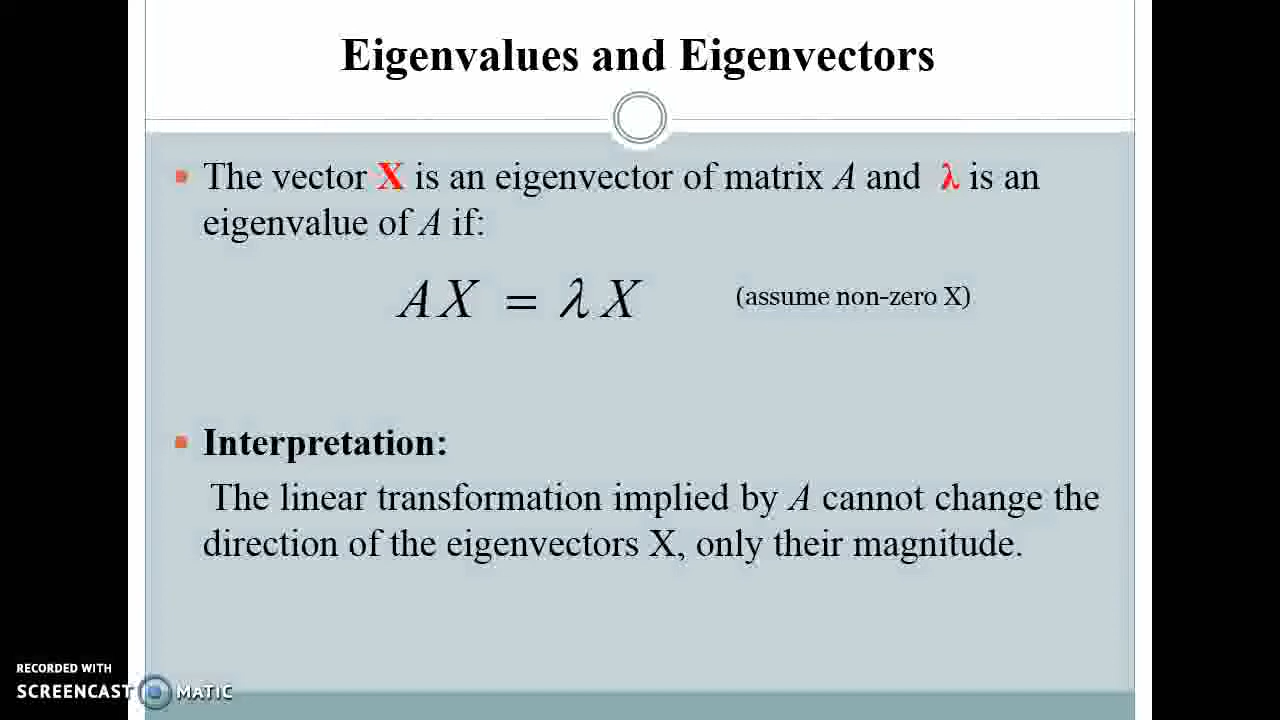 Eigenvalues and Eigenvectors
▪ The vector X is an eigenvector of matrix A and λ is an
eigenvalue of A if:
A X = λ X (assume non-zero X)
▪ Interpretation:
The linear transformation implied by A cannot change the
direction of the eigenvectors X, only their magnitude.
RECORDED WITH
SCREENCAST MATIC